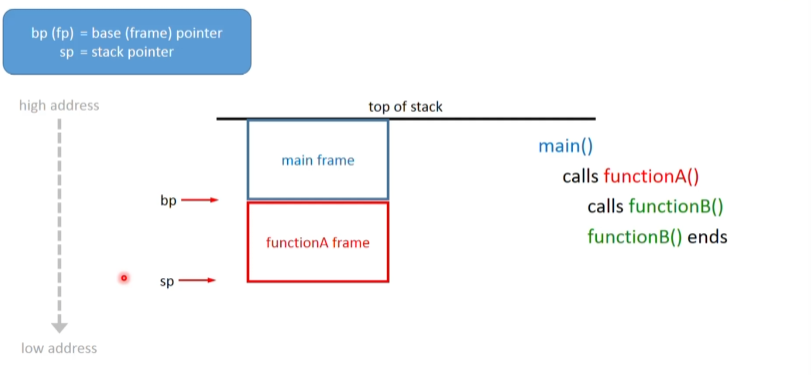 bp (fp) = base (frame) pointer
sp = stack pointer
high address
top of stack
main frame
main()
calls functionA()
bp
calls functionB()
functionA frame
functionB() ends
sp
low address